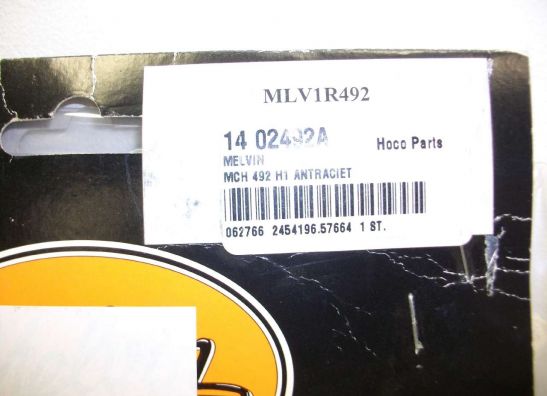 MLV1R492
14 02492A Hoco Parts
MELVIN
MCH 492 H1 ANTRACIET
062766 2454196.57664 1 ST.